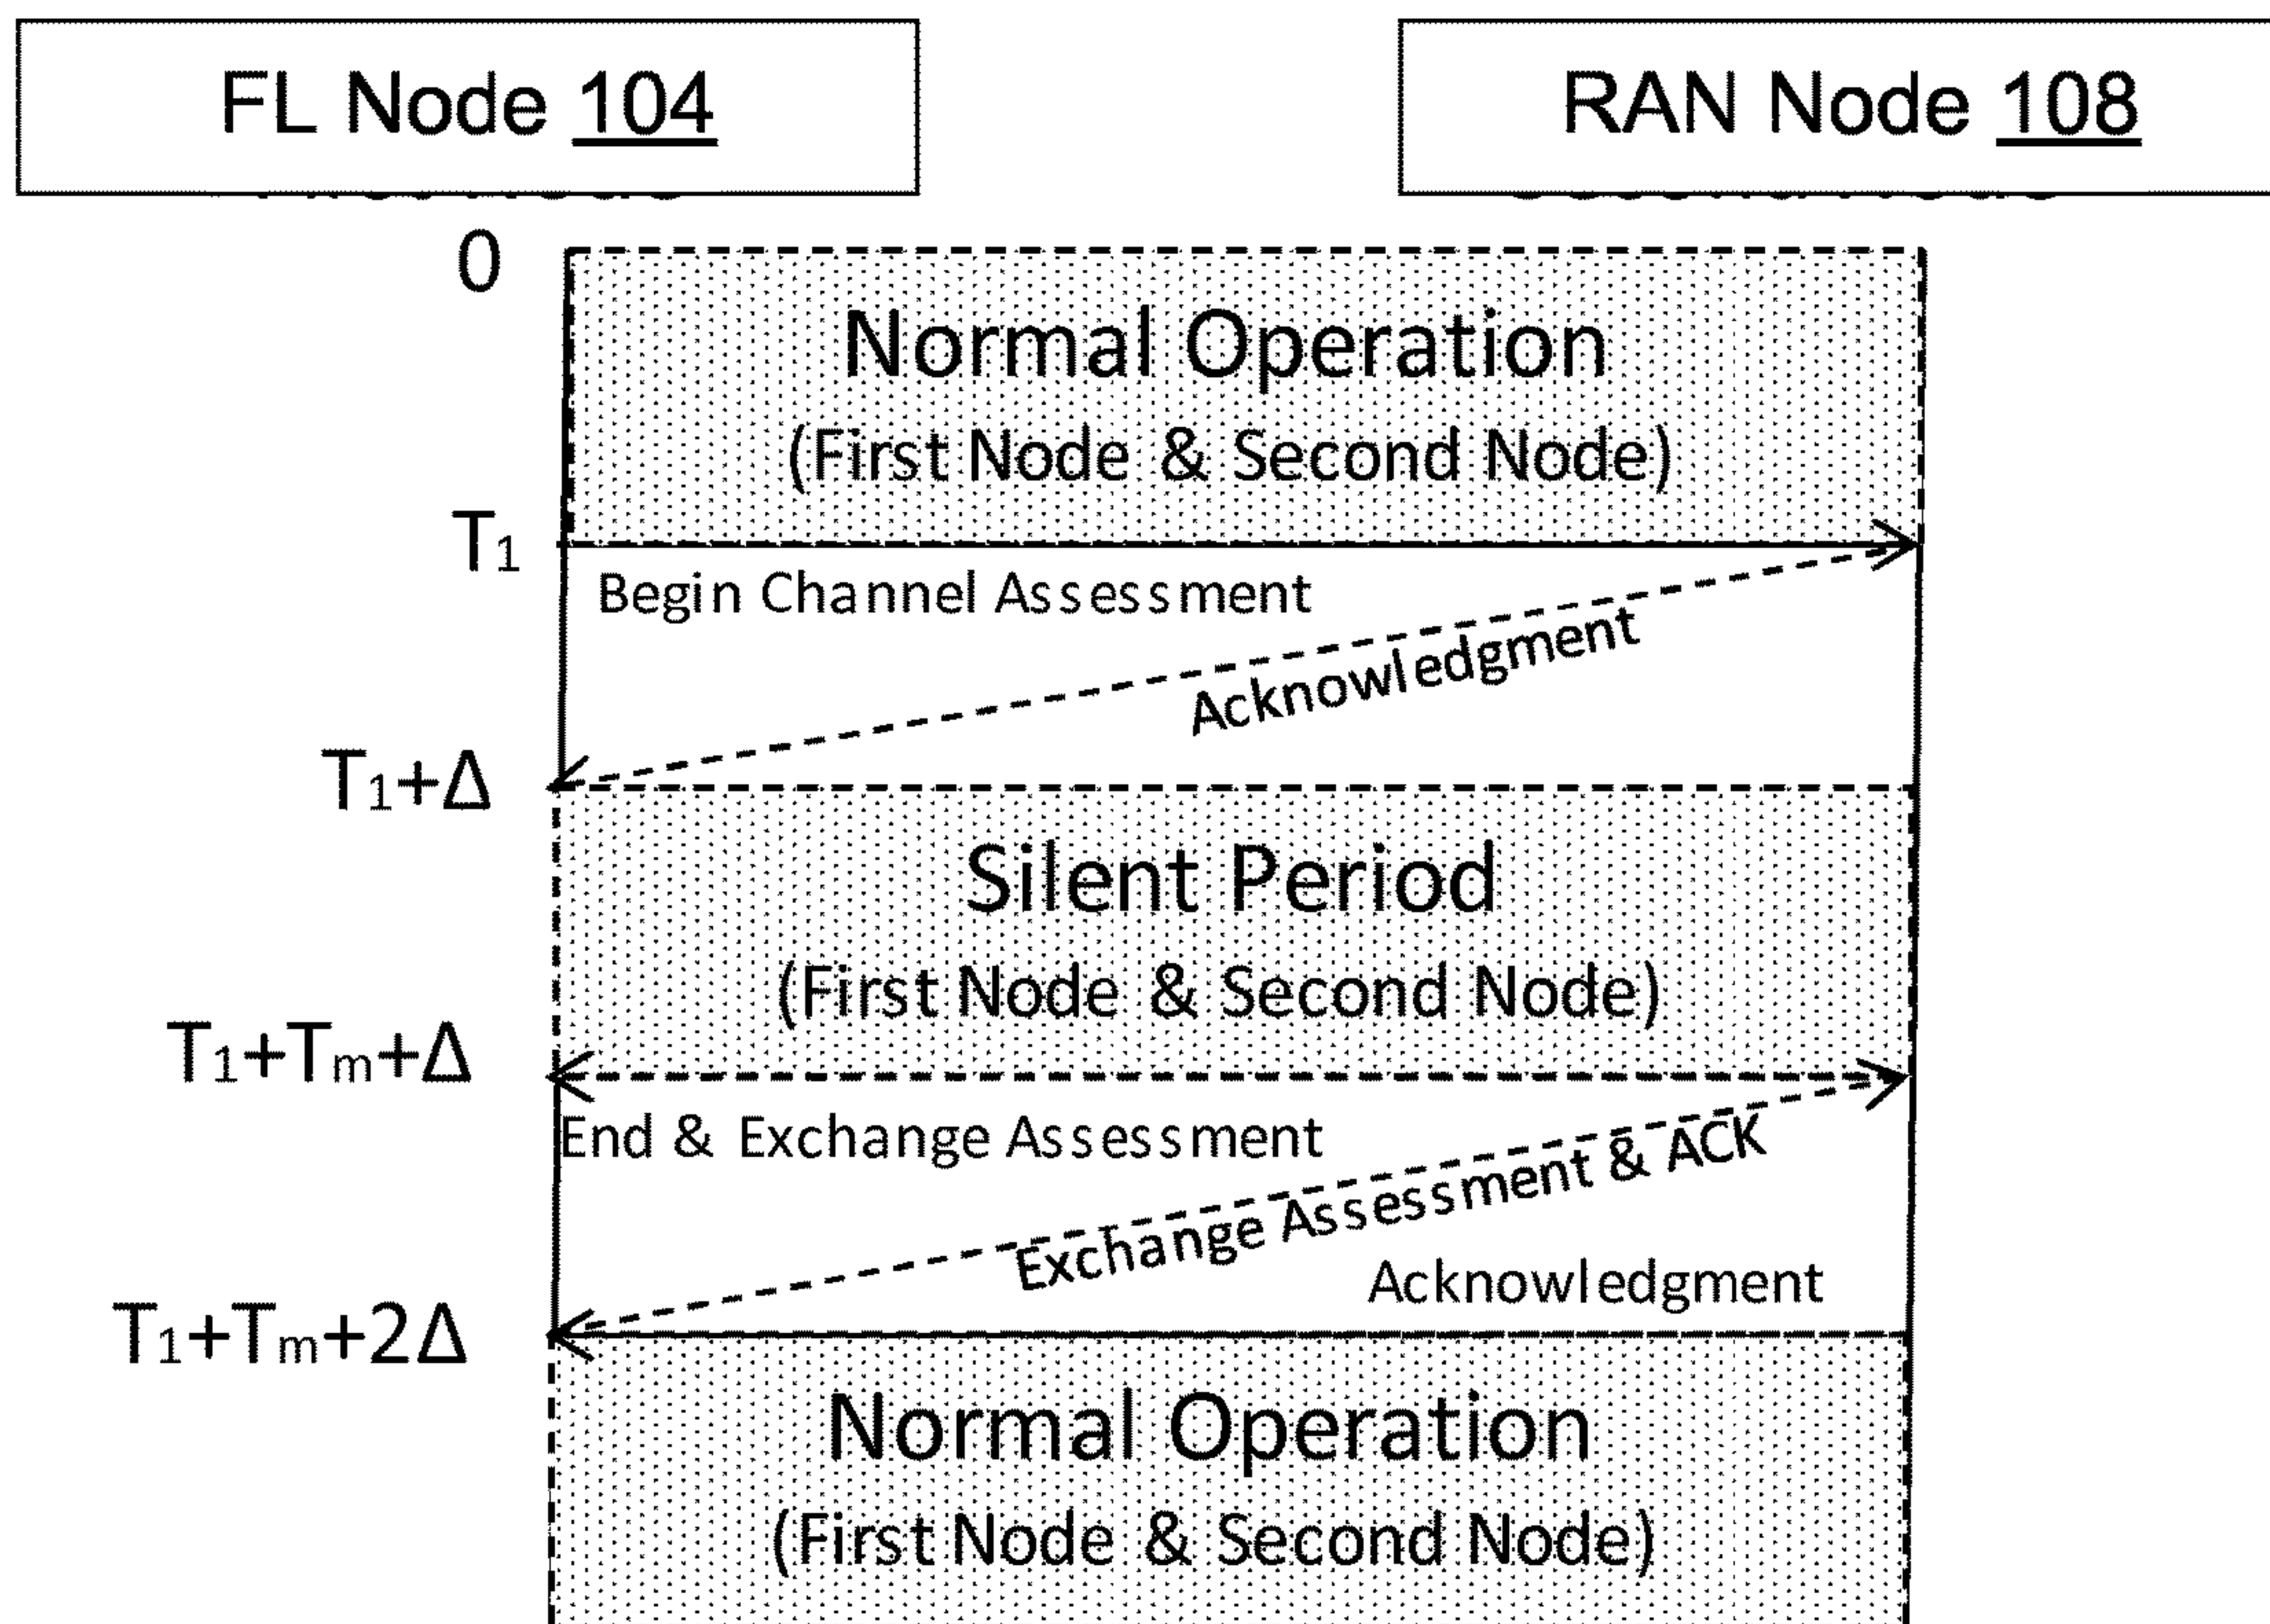 FL Node 104
RAN Node 108
0
Normal Operation
(First Node & Second Node)
T₁
Begin Channel Assessment
Acknowledgment
T₁+Δ
Silent Period
(First Node & Second Node)
T₁+Tₘ+Δ
End & Exchange Assessment
Exchange Assessment & ACK
Acknowledgment
T₁+Tₘ+2Δ
Normal Operation
(First Node & Second Node)